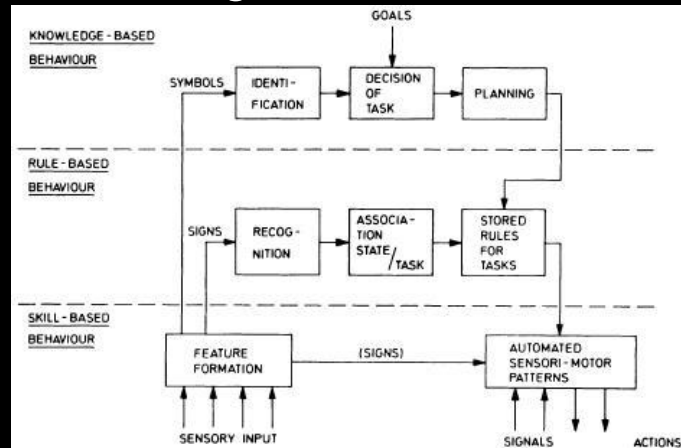 GOALS
KNOWLEDGE-BASED
BEHAVIOUR
SYMBOLS
IDENTI-
FICATION
DECISION
OF
TASK
PLANNING
RULE-BASED
BEHAVIOUR
SIGNS
RECOG-
NITION
ASSOCIA-
TION
STATE/
TASK
STORED
RULES
FOR
TASKS
SKILL-BASED
BEHAVIOUR
FEATURE
FORMATION
(SIGNS)
AUTOMATED
SENSORI-MOTOR
PATTERNS
SENSORY INPUT
SIGNALS
ACTIONS